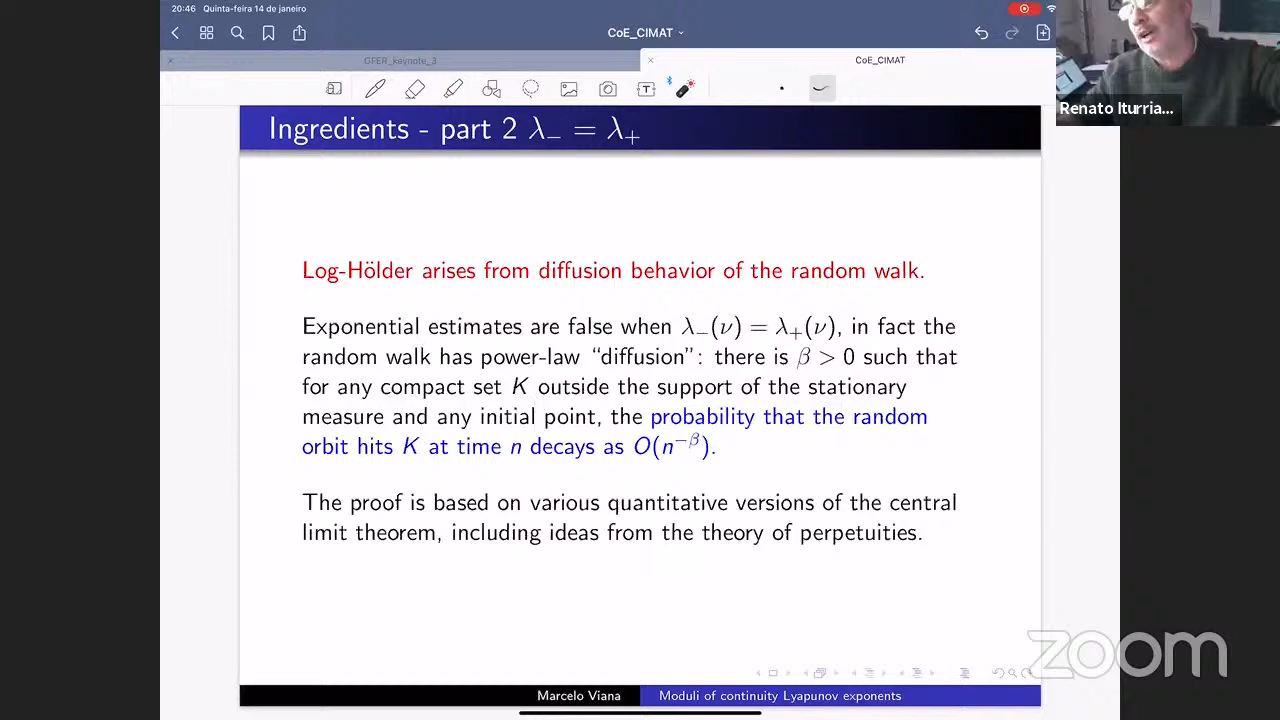 20:46 Quinta-feira 14 de janeiro
CoE_CIMAT
GFER_keynote_3
CoE_CIMAT
T
Renato Iturria...
Ingredients - part 2 λ₋ = λ₊
Log-Hölder arises from diffusion behavior of the random walk.
Exponential estimates are false when λ₋(ν) = λ₊(ν), in fact the
random walk has power-law “diffusion”: there is β > 0 such that
for any compact set K outside the support of the stationary
measure and any initial point, the probability that the random
orbit hits K at time n decays as O(n^{-β}).
The proof is based on various quantitative versions of the central
limit theorem, including ideas from the theory of perpetuities.
zoom
Marcelo Viana Moduli of continuity Lyapunov exponents